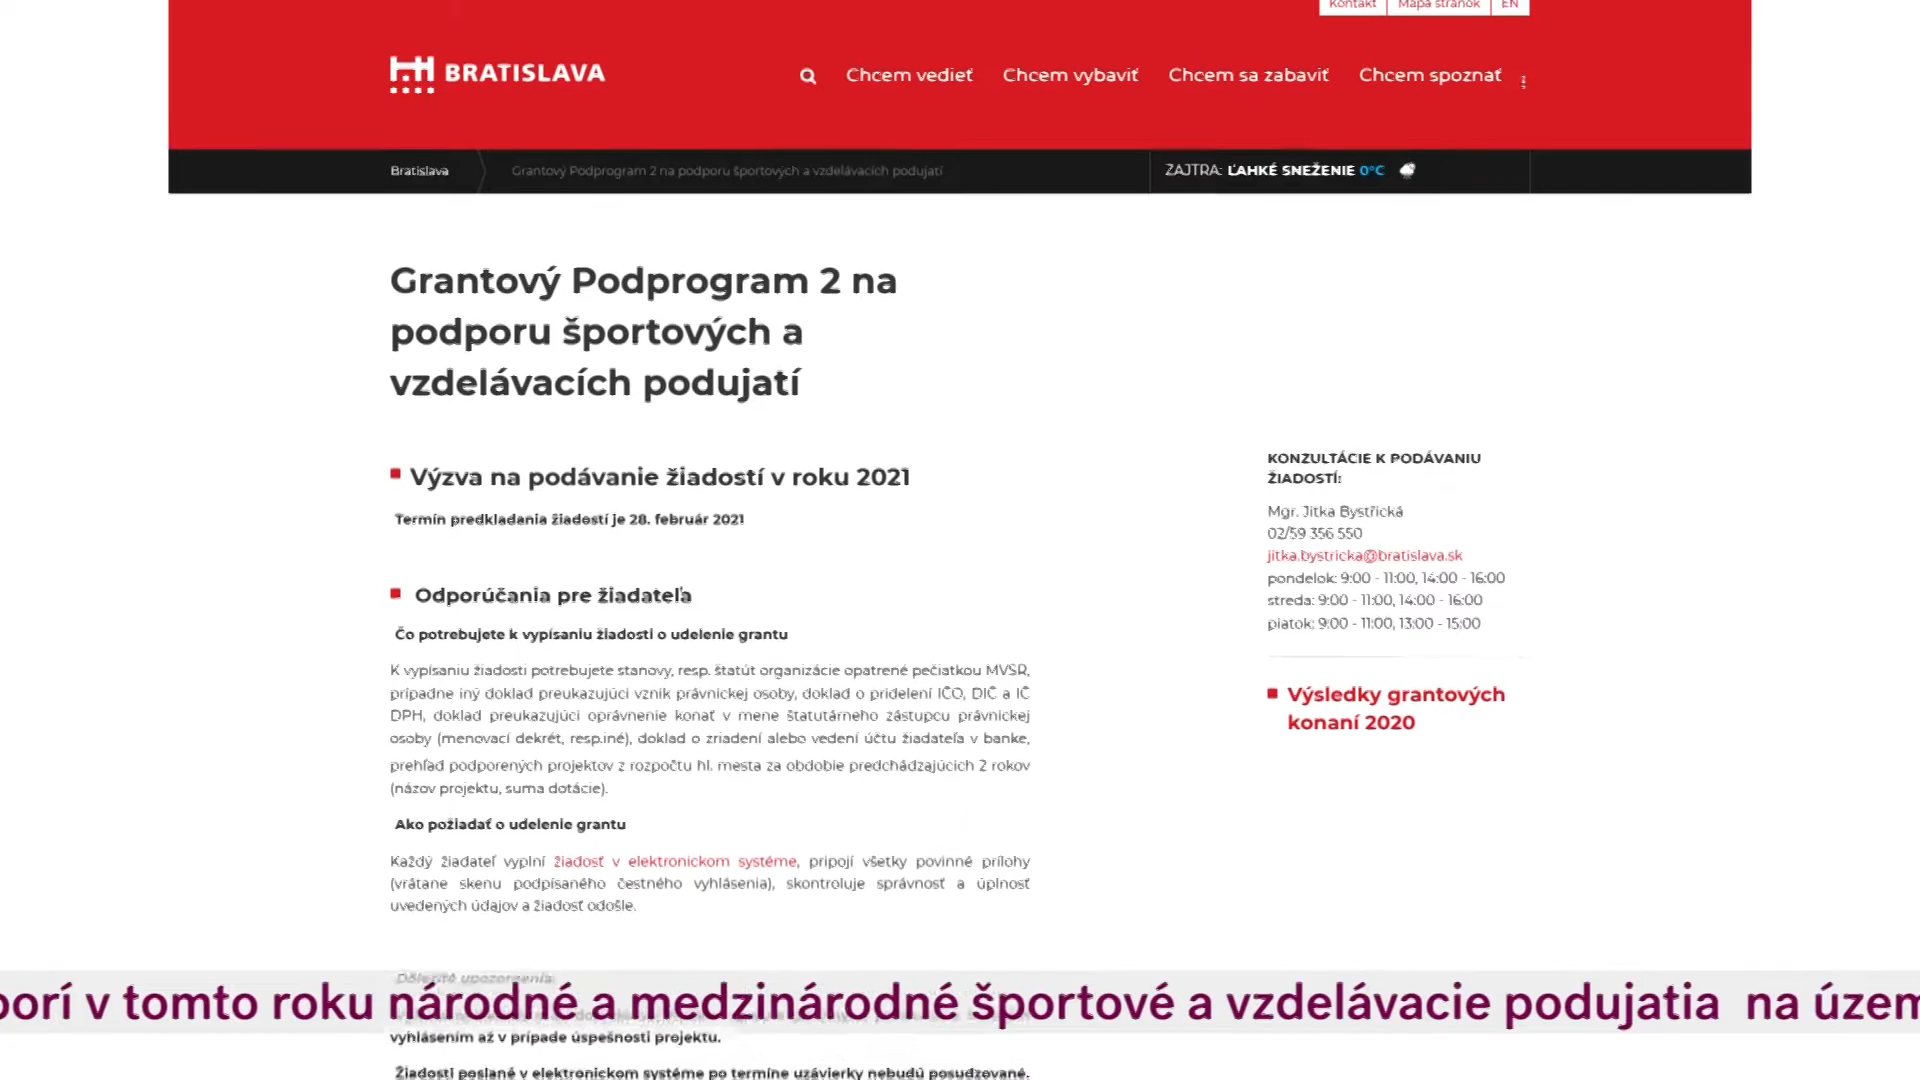 Kontakt Mapa stránok EN
BRATISLAVA
Chcem vedieť Chcem vybaviť Chcem sa zabaviť Chcem spoznať
Bratislava
Grantový Podprogram 2 na podporu športových a vzdelávacích podujatí
ZAJTRA: ĽAHKÉ SNEŽENIE 0°C
Grantový Podprogram 2 na
podporu športových a
vzdelávacích podujatí
Výzva na podávanie žiadostí v roku 2021
Termín predkladania žiadostí je 28. február 2021
Odporúčania pre žiadateľa
Čo potrebujete k vypísaniu žiadosti o udelenie grantu
K vypísaniu žiadosti potrebujete stanovy, resp. štatút organizácie opatrené pečiatkou MVSR,
prípadne iný doklad preukazujúci vznik právnickej osoby, doklad o pridelení IČO, DIČ a IČ
DPH, doklad preukazujúci oprávnenie konať v mene štatutárneho zástupcu právnickej
osoby (menovací dekrét, resp.iné), doklad o zriadení alebo vedení účtu žiadateľa v banke,
prehľad podporených projektov z rozpočtu hl. mesta za obdobie predchádzajúcich 2 rokov
(názov projektu, suma dotácie).
Ako požiadať o udelenie grantu
Každý žiadateľ vyplní žiadosť v elektronickom systéme, pripojí všetky povinné prílohy
(vrátane skenu podpísaného čestného vyhlásenia), skontroluje správnosť a úplnosť
uvedených údajov a žiadosť odošle.
KONZULTÁCIE K PODÁVANIU
ŽIADOSTÍ:
Mgr. Jitka Bystřická
02/59 356 550
jitka.bystricka@bratislava.sk
pondelok: 9:00 - 11:00, 14:00 - 16:00
streda: 9:00 - 11:00, 14:00 - 16:00
piatok: 9:00 - 11:00, 13:00 - 15:00
Výsledky grantových
konaní 2020
Dôležité upozornenia
porí v tomto roku národné a medzinárodné športové a vzdelávacie podujatia na územ
vyhlásením až v prípade úspešnosti projektu.
Žiadosti poslané v elektronickom systéme po termíne uzávierky nebudú posudzované.